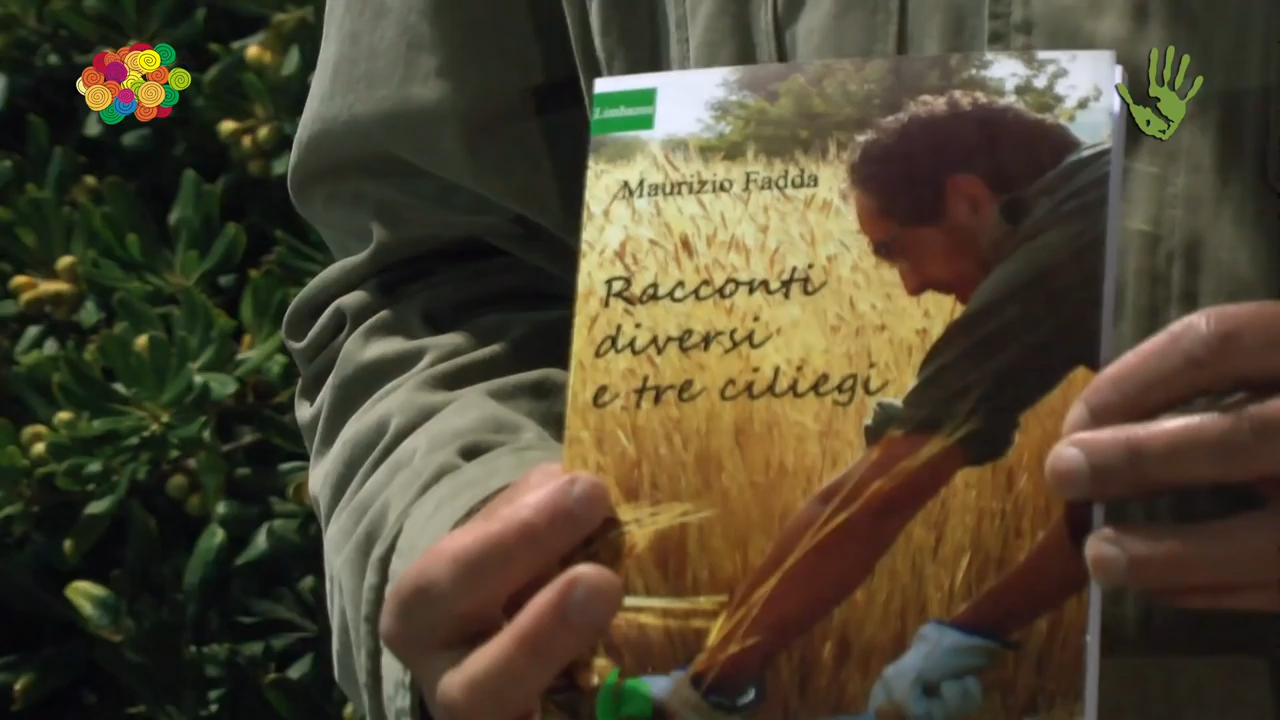 Maurizio Fadda
Racconti
diversi
e tre ciliegi